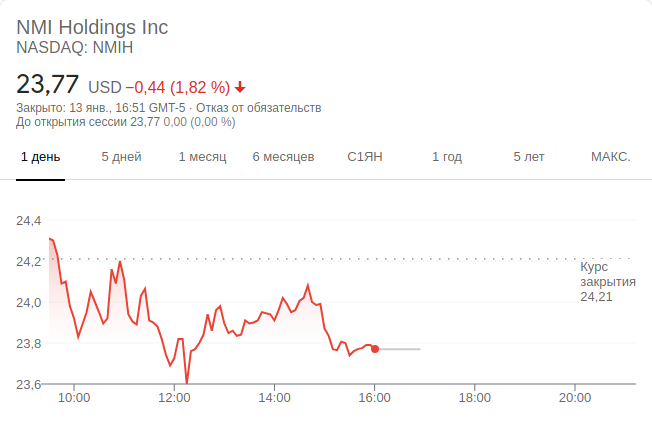 NMI Holdings Inc
NASDAQ: NMIH
23,77 USD −0,44 (1,82 %)
Закрыто: 13 янв., 16:51 GMT-5 · Отказ от обязательств
До открытия сессии 23,77 0,00 (0,00 %)
1 день 5 дней 1 месяц 6 месяцев С1ЯН 1 год 5 лет МАКС.
24,4
24,2
24,0
23,8
23,6
Курс
закрытия
24,21
10:00 12:00 14:00 16:00 18:00 20:00